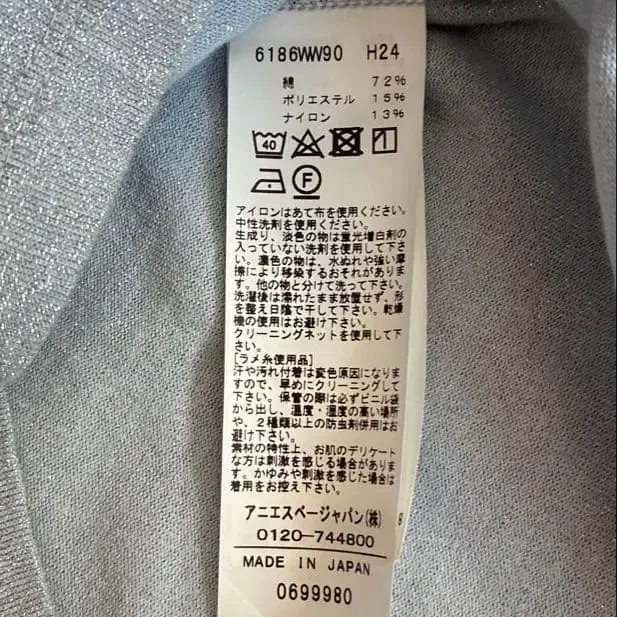 6186WW90 H24
綿 72%
ポリエステル 15%
ナイロン 13%
40
F
アイロンはあて布を使用ください。
中性洗剤を使用ください。
生成り、淡色の物は蛍光増白剤の
入っていない洗剤を使用して下さ
い。濃色の物は、水ぬれや強い摩
擦により移染するおそれがありま
す。他の物と分けて洗って下さい。
洗濯後は濡れたまま放置せず、形
を整え日陰で干して下さい。乾燥
機の使用はお避け下さい。
クリーニングネットを使用して下
さい。
[ラメ糸使用品]
汗や汚れ付着は変色原因になりま
すので、早めにクリーニングして
下さい。保管の際は必ずビニル袋
から出し、温度・湿度の高い場所
や、2種類以上の防虫剤併用はお
避け下さい。
素材の特性上、お肌のデリケート
な方は刺激を感じる場合がありま
す。かゆみや刺激を感じた場合は
着用をお控え下さい。
アニエスベージャパン(株)
0120-744800
MADE IN JAPAN
0699980